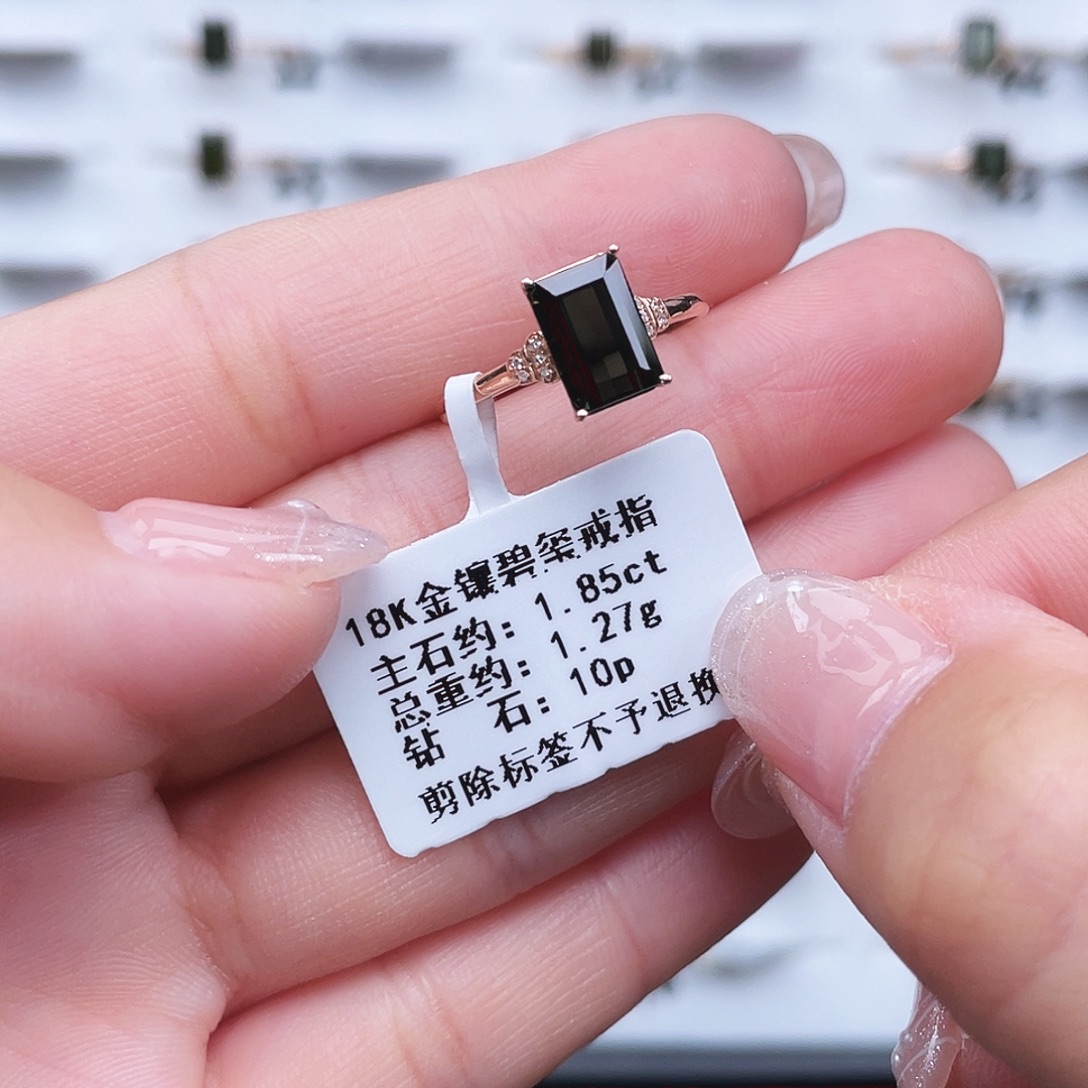 18K金镶碧玺戒指
主石约: 1.85ct
总重约: 1.27g
钻 石: 10p
剪除标签不予退换